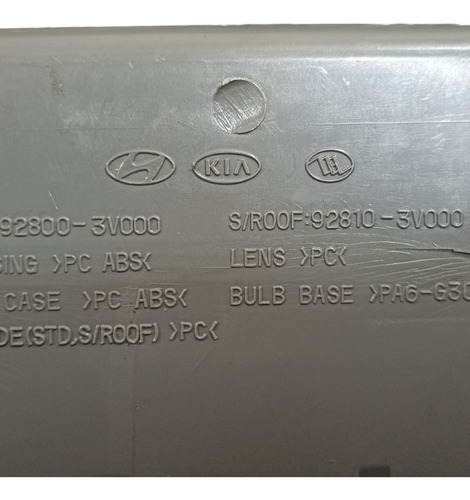 KIA
92800-3V000 S/ROOF:92810-3V000
SING >PC ABS< LENS >PC<
CASE >PC ABS< BULB BASE >PA6-G30
DE(STD,S/ROOF) >PC<